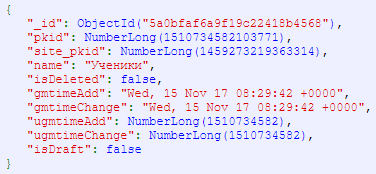 {
"_id": ObjectId("5a0bfaf6a9f19c22418b4568"),
"pkid": NumberLong(1510734582103771),
"site_pkid": NumberLong(1459273219363314),
"name": "Ученики",
"isDeleted": false,
"gmtimeAdd": "Wed, 15 Nov 17 08:29:42 +0000",
"gmtimeChange": "Wed, 15 Nov 17 08:29:42 +0000",
"ugmtimeAdd": NumberLong(1510734582),
"ugmtimeChange": NumberLong(1510734582),
"isDraft": false
}